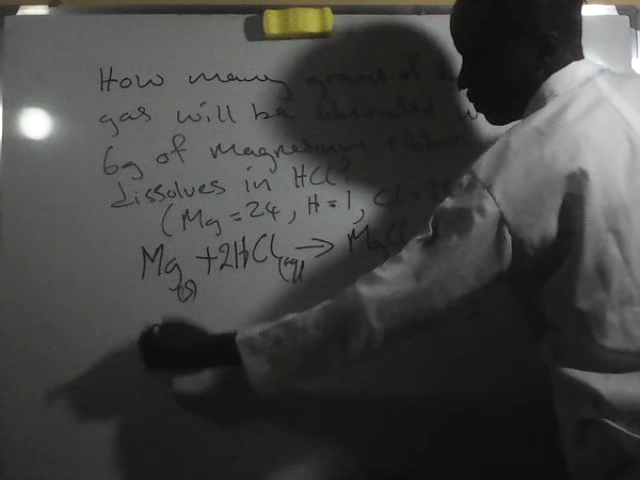 How many grams of
gas will be liberated
6g of magnesium ribbon
dissolves in HCl?
(Mg = 24, H = 1, Cl = 35
Mg(s) + 2HCl(aq) → MgCl